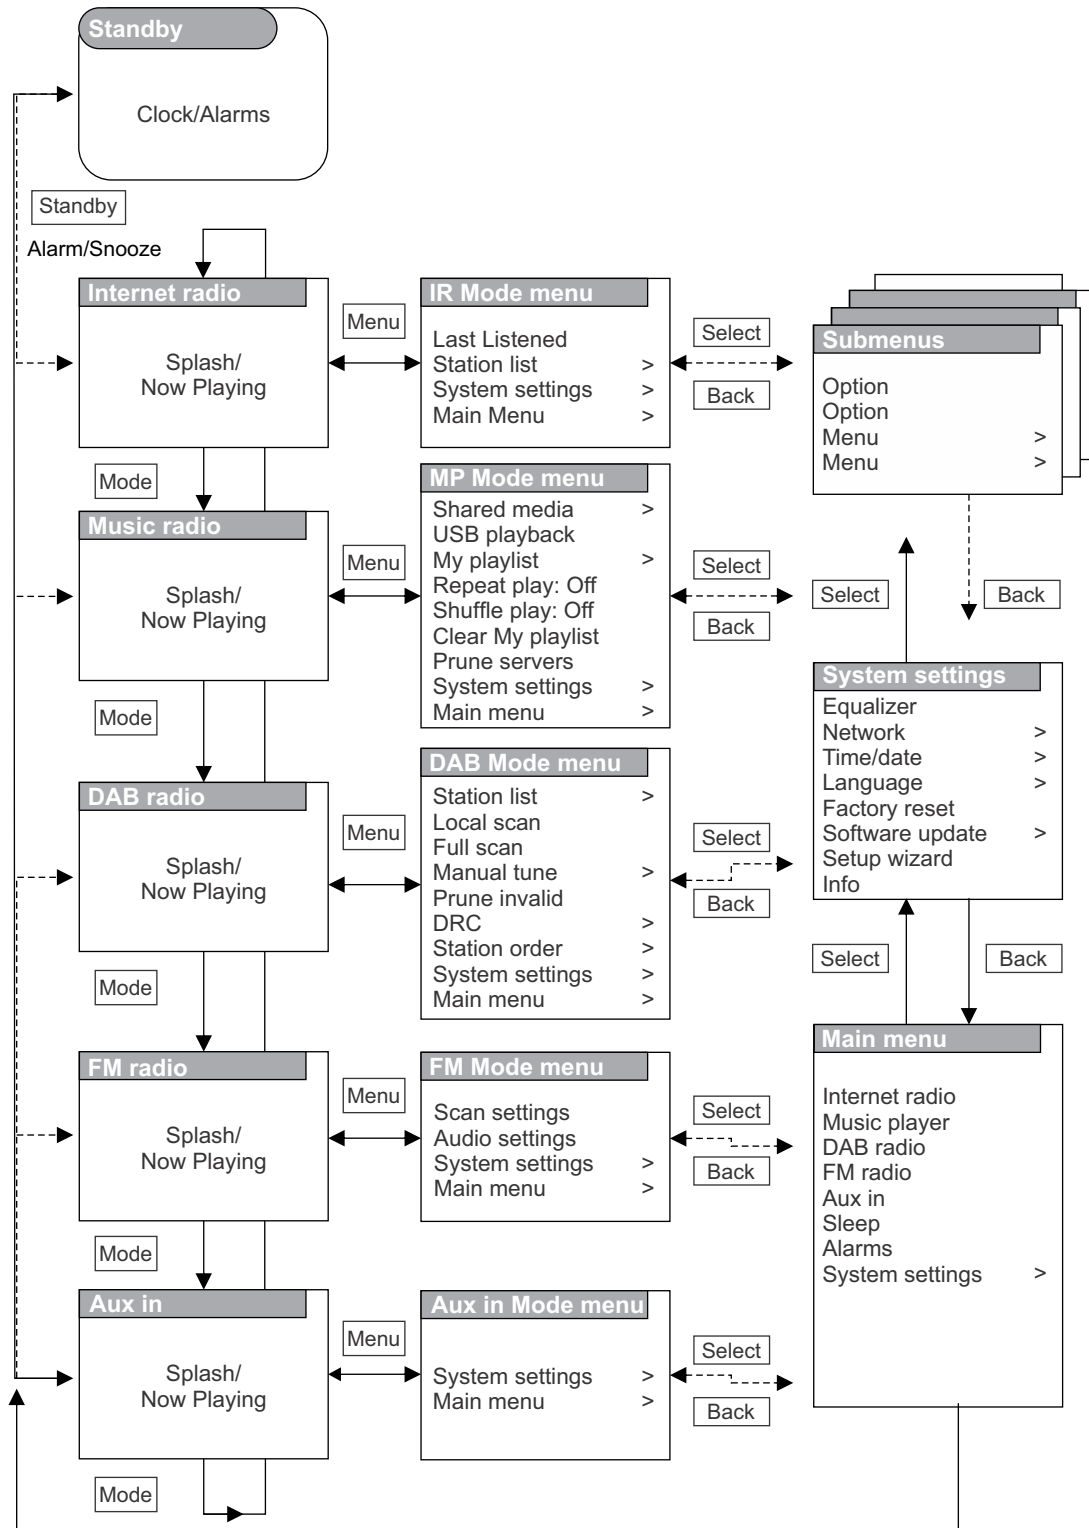 Standby
Clock/Alarms
Standby
Alarm/Snooze
Internet radio
Splash/
Now Playing
Menu
IR Mode menu
Last Listened
Station list >
System settings >
Main Menu >
Select
Back
Submenus
Option
Option
Menu >
Menu >
Mode
Music radio
Splash/
Now Playing
Menu
MP Mode menu
Shared media >
USB playback
My playlist >
Repeat play: Off
Shuffle play: Off
Clear My playlist
Prune servers
System settings >
Main menu >
Select
Back
Select
Back
System settings
Equalizer
Network >
Time/date >
Language >
Factory reset
Software update >
Setup wizard
Info
Mode
DAB radio
Splash/
Now Playing
Menu
DAB Mode menu
Station list >
Local scan
Full scan
Manual tune >
Prune invalid
DRC >
Station order >
System settings >
Main menu >
Select
Back
Select
Back
Mode
FM radio
Splash/
Now Playing
Menu
FM Mode menu
Scan settings
Audio settings
System settings >
Main menu >
Select
Back
Main menu
Internet radio
Music player
DAB radio
FM radio
Aux in
Sleep
Alarms
System settings >
Mode
Aux in
Splash/
Now Playing
Menu
Aux in Mode menu
System settings >
Main menu >
Select
Back
Mode